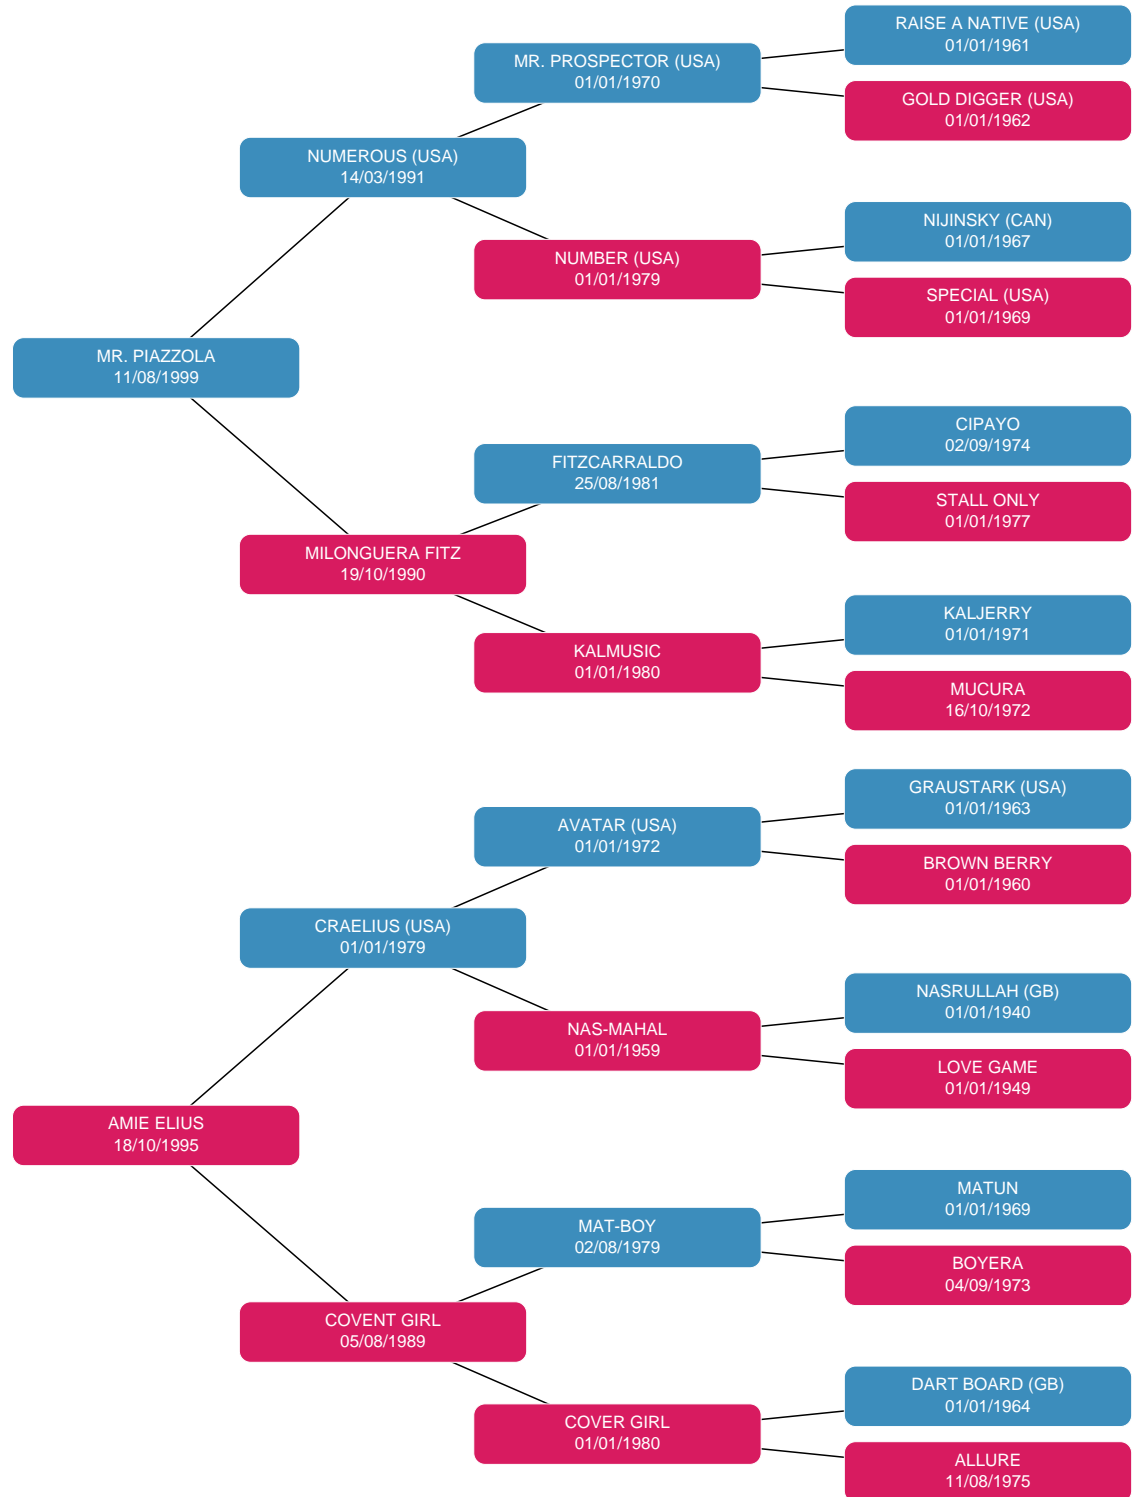 RAISE A NATIVE (USA)
01/01/1961
MR. PROSPECTOR (USA)
01/01/1970
GOLD DIGGER (USA)
01/01/1962
NUMEROUS (USA)
14/03/1991
NIJINSKY (CAN)
01/01/1967
NUMBER (USA)
01/01/1979
SPECIAL (USA)
01/01/1969
MR. PIAZZOLA
11/08/1999
CIPAYO
02/09/1974
FITZCARRALDO
25/08/1981
STALL ONLY
01/01/1977
MILONGUERA FITZ
19/10/1990
KALJERRY
01/01/1971
KALMUSIC
01/01/1980
MUCURA
16/10/1972
GRAUSTARK (USA)
01/01/1963
AVATAR (USA)
01/01/1972
BROWN BERRY
01/01/1960
CRAELIUS (USA)
01/01/1979
NASRULLAH (GB)
01/01/1940
NAS-MAHAL
01/01/1959
LOVE GAME
01/01/1949
AMIE ELIUS
18/10/1995
MATUN
01/01/1969
MAT-BOY
02/08/1979
BOYERA
04/09/1973
COVENT GIRL
05/08/1989
DART BOARD (GB)
01/01/1964
COVER GIRL
01/01/1980
ALLURE
11/08/1975